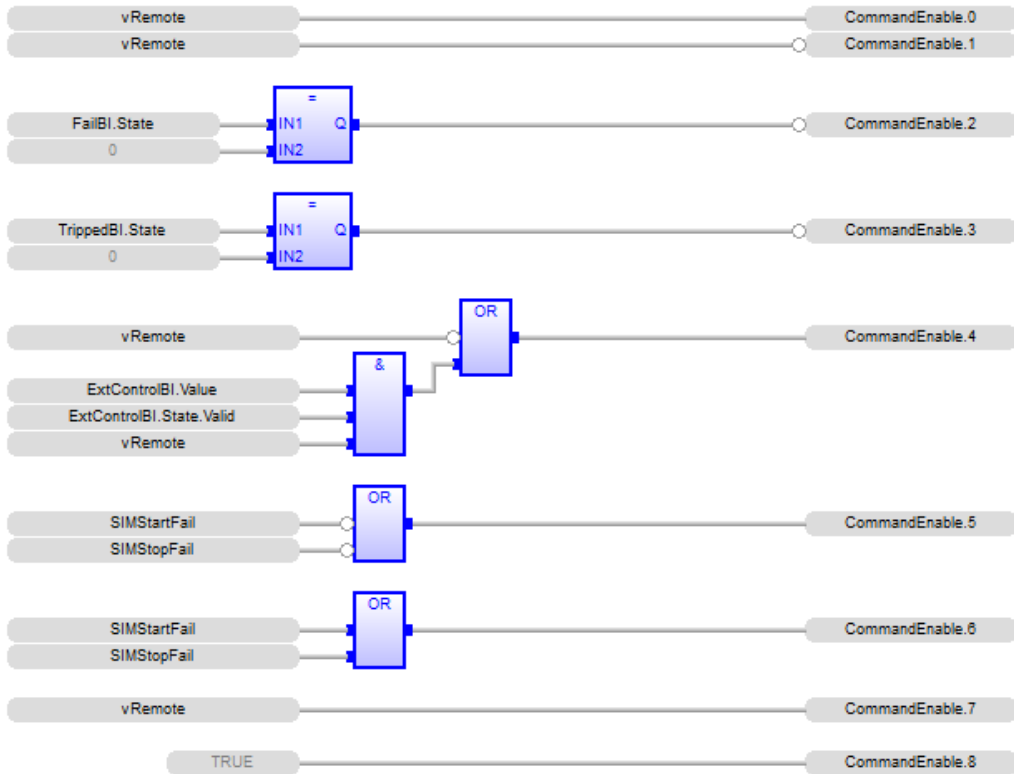 vRemote CommandEnable.0
vRemote CommandEnable.1
=
FailBI.State IN1 Q CommandEnable.2
0 IN2
=
TrippedBI.State IN1 Q CommandEnable.3
0 IN2
OR
vRemote CommandEnable.4
&
ExtControlBI.Value
ExtControlBI.State.Valid
vRemote
OR
SIMStartFail CommandEnable.5
SIMStopFail
OR
SIMStartFail CommandEnable.6
SIMStopFail
vRemote CommandEnable.7
TRUE CommandEnable.8